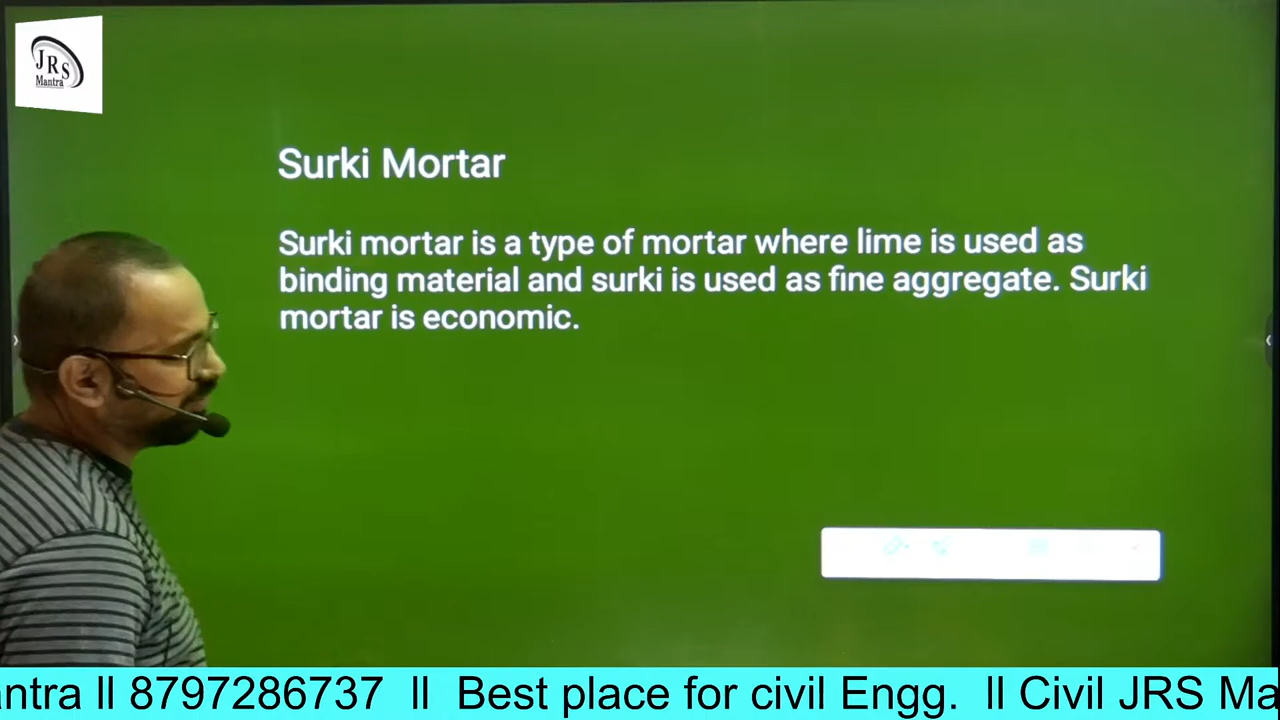 JRS
Mantra
Surki Mortar
Surki mortar is a type of mortar where lime is used as
binding material and surki is used as fine aggregate. Surki
mortar is economic.
antra ll 8797286737 ll Best place for civil Engg. ll Civil JRS Ma